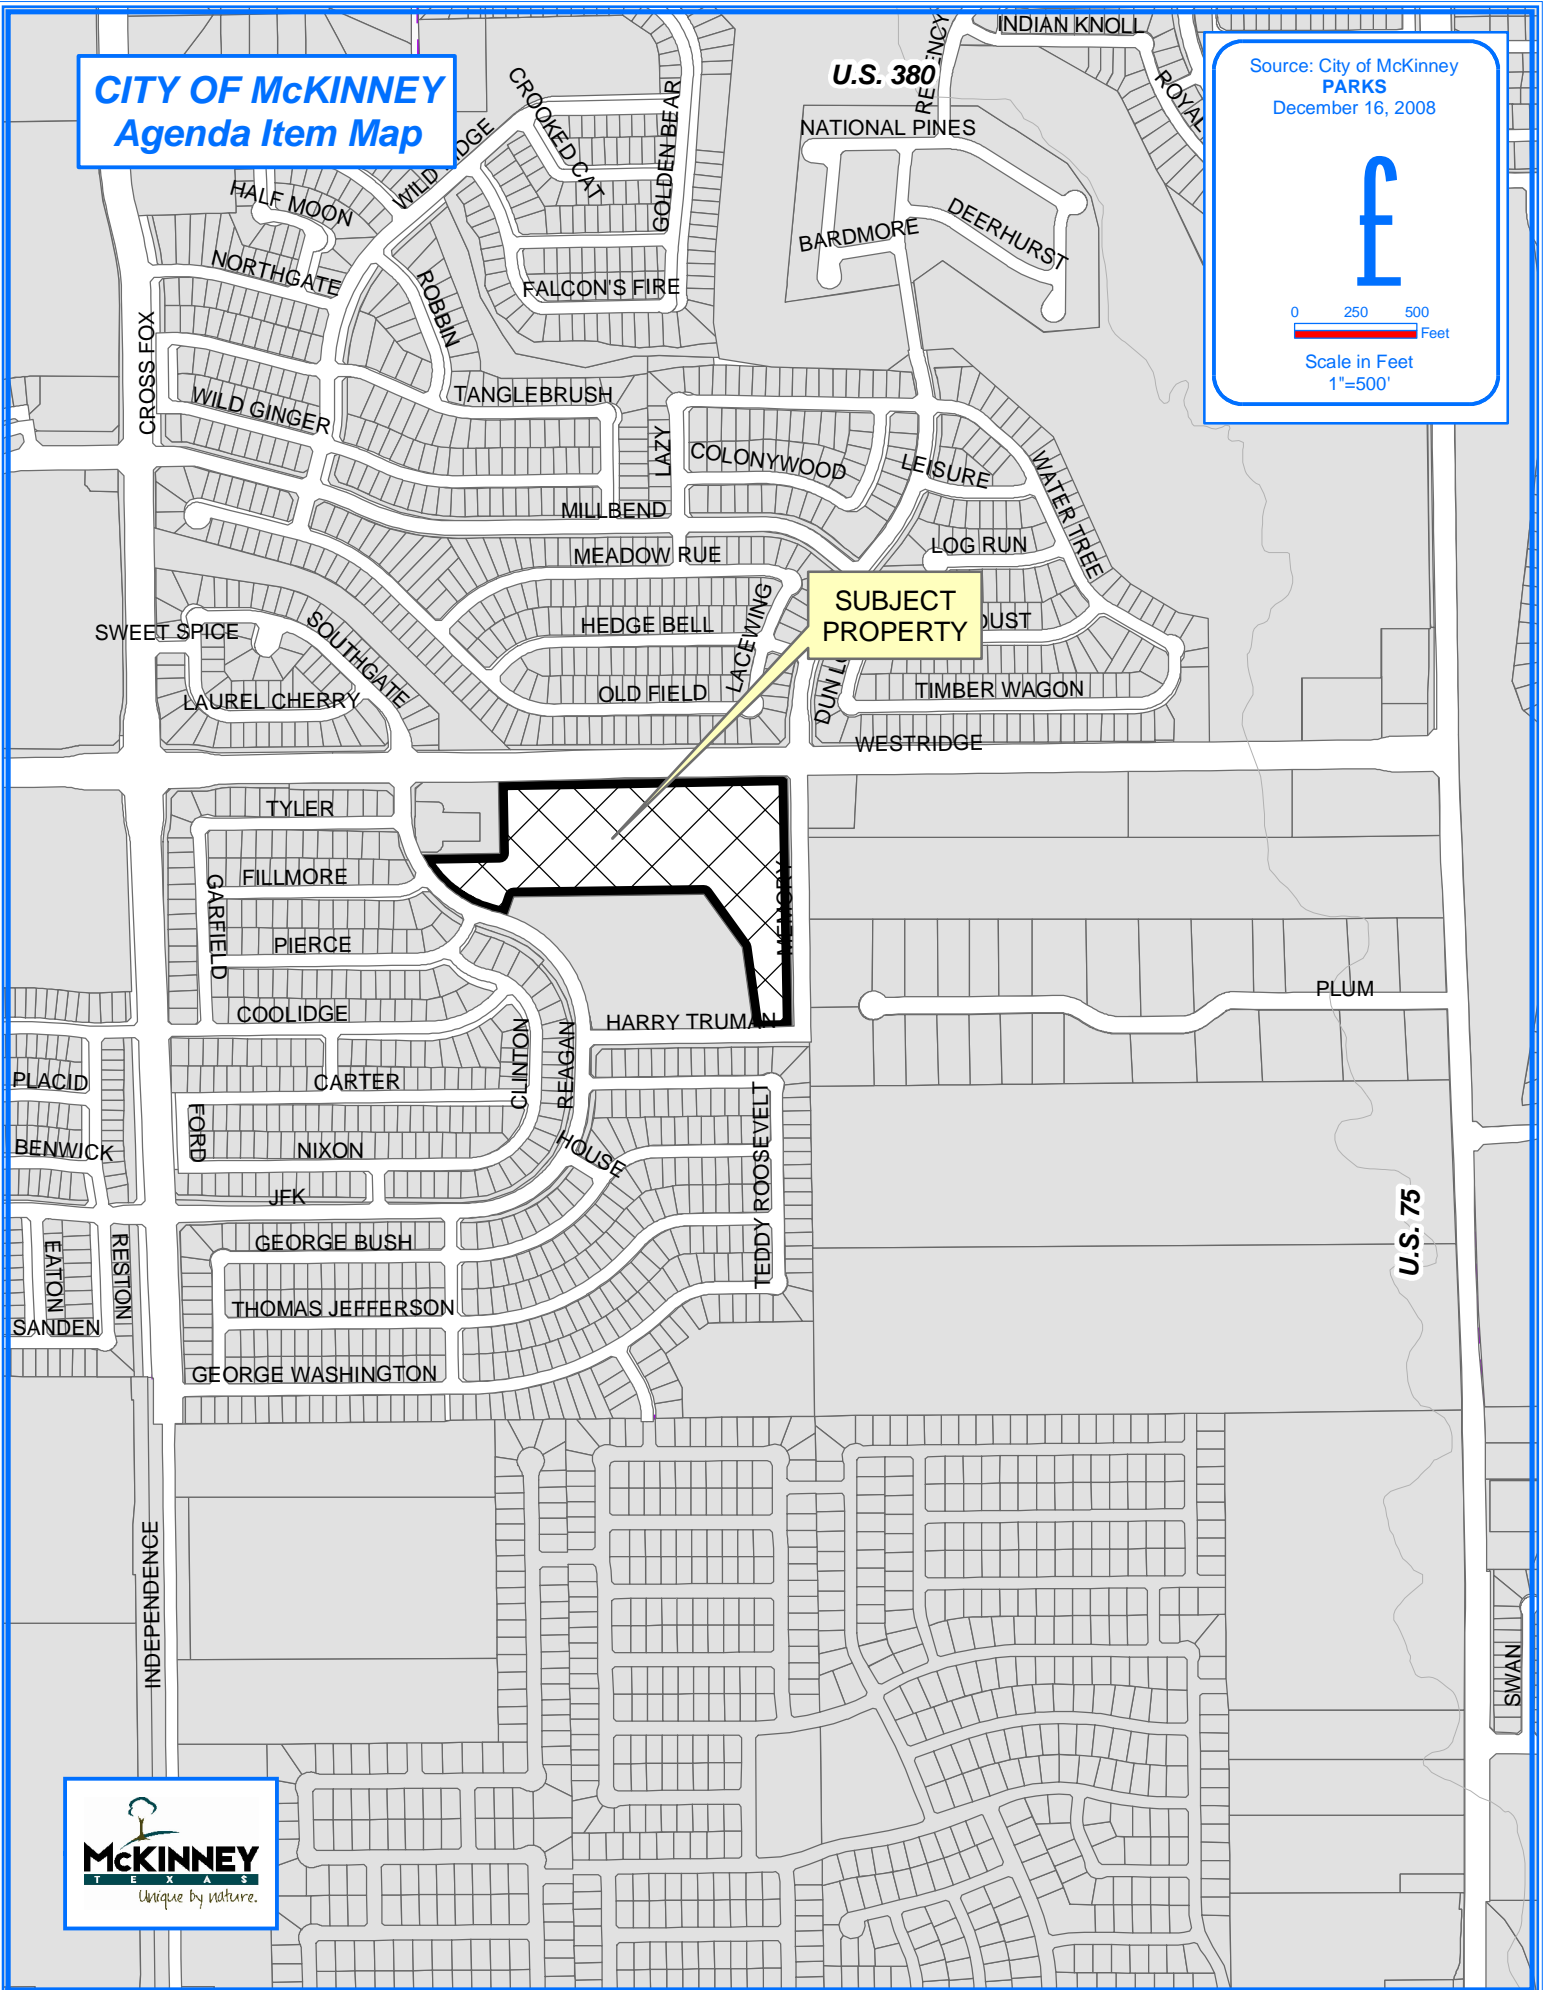 CITY OF McKINNEY
Agenda Item Map
Source: City of McKinney
PARKS
December 16, 2008
£
0 250 500
Feet
Scale in Feet
1"=500'
U.S. 380
INDIAN KNOLL
ROYAL
NATIONAL PINES
BARDMORE
DEERHURST
CROOKED CAT
GOLDEN BEAR
HALF MOON
NORTHGATE
ROBBIN
FALCON'S FIRE
CROSS FOX
WILD GINGER
TANGLEBRUSH
LAZY
COLONYWOOD
LEISURE
WATER TREE
MILLBEND
MEADOW RUE
LOG RUN
SUBJECT
PROPERTY
HEDGE BELL
LACEWING
SWEET SPICE
SOUTHGATE
LAUREL CHERRY
OLD FIELD
TIMBER WAGON
WESTRIDGE
TYLER
FILLMORE
GARFIELD
PIERCE
COOLIDGE
MEMORY
PLUM
HARRY TRUMAN
CLINTON
REAGAN
CARTER
PLACID
FORD
NIXON
BENWICK
HOUSE
JFK
TEDDY ROOSEVELT
U.S. 75
GEORGE BUSH
EATON
RESTON
THOMAS JEFFERSON
SANDEN
GEORGE WASHINGTON
INDEPENDENCE
SWAN
McKINNEY
TEXAS
Unique by nature.